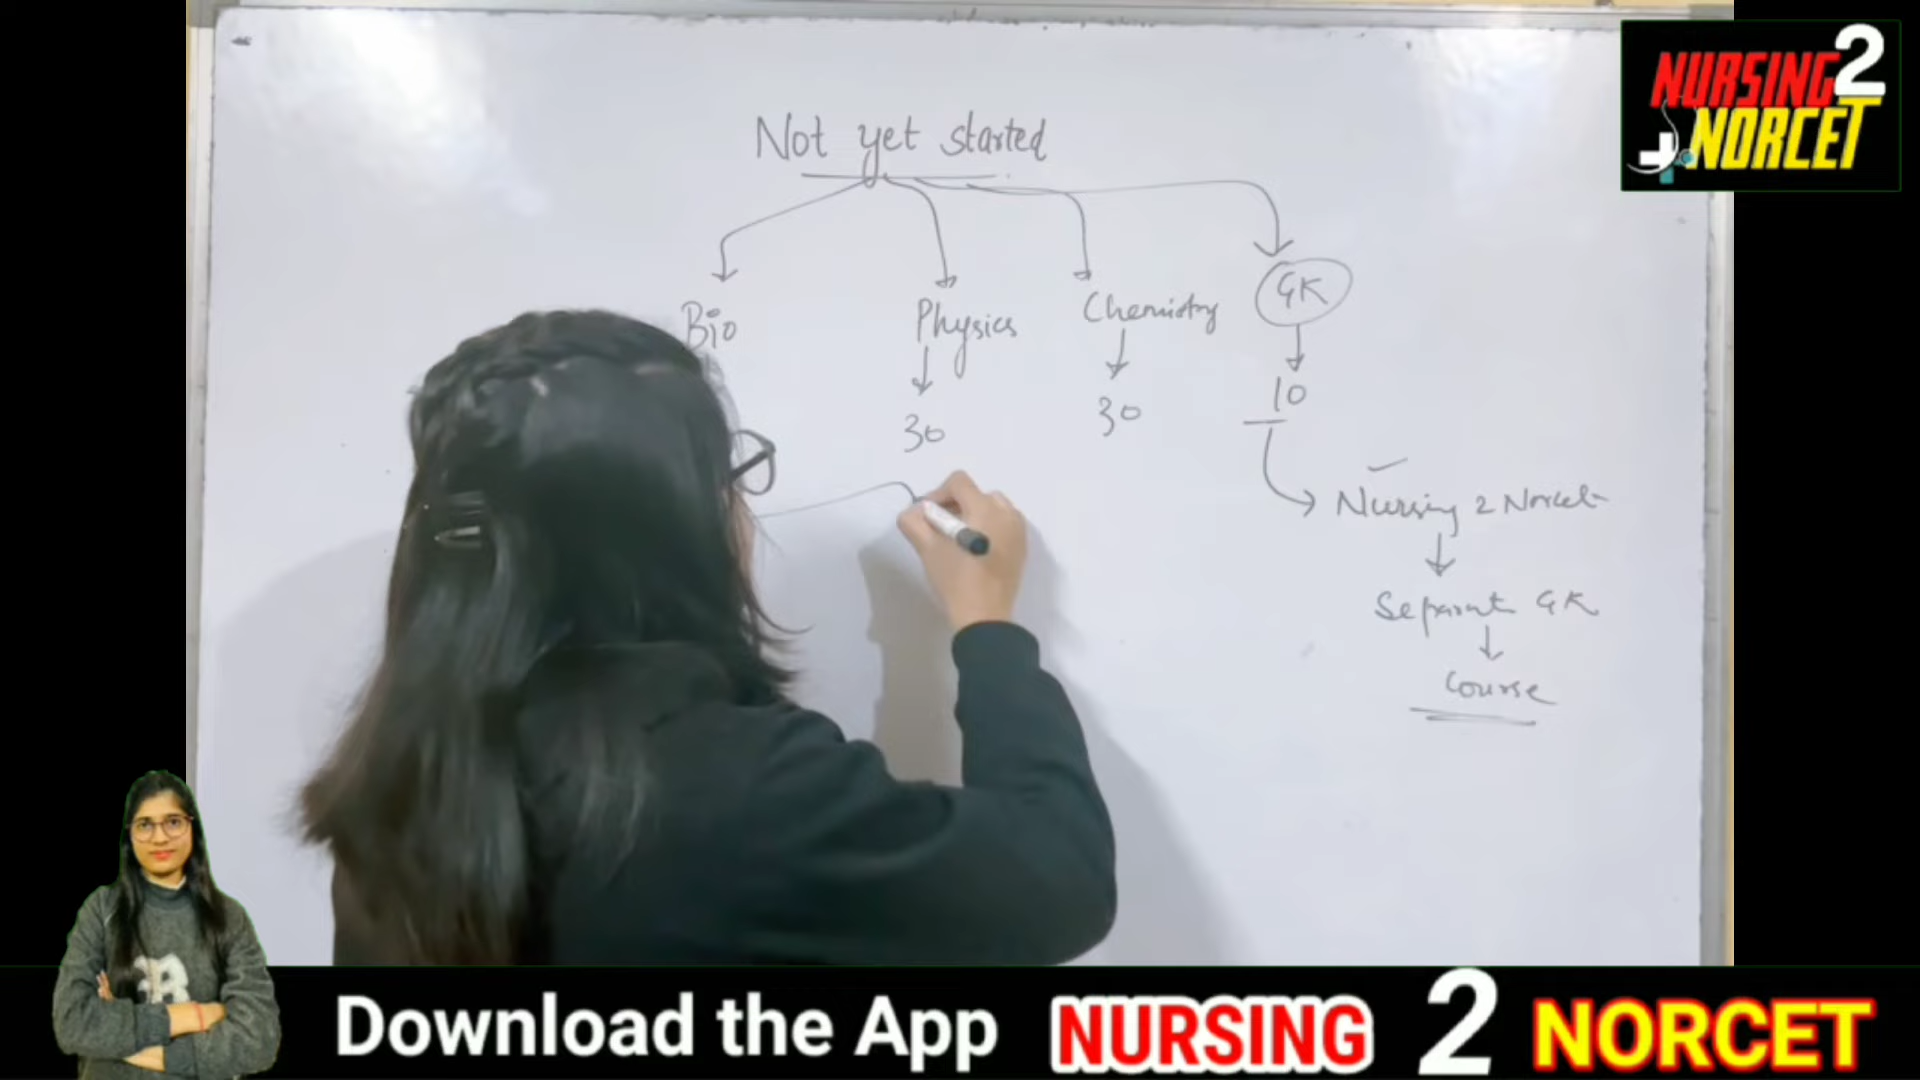 NURSING 2
NORCET
Not yet started
Bio Physics Chemistry GK
30 30 10
Nursing 2 Norcet
Separate GK
Course
Download the App NURSING 2 NORCET